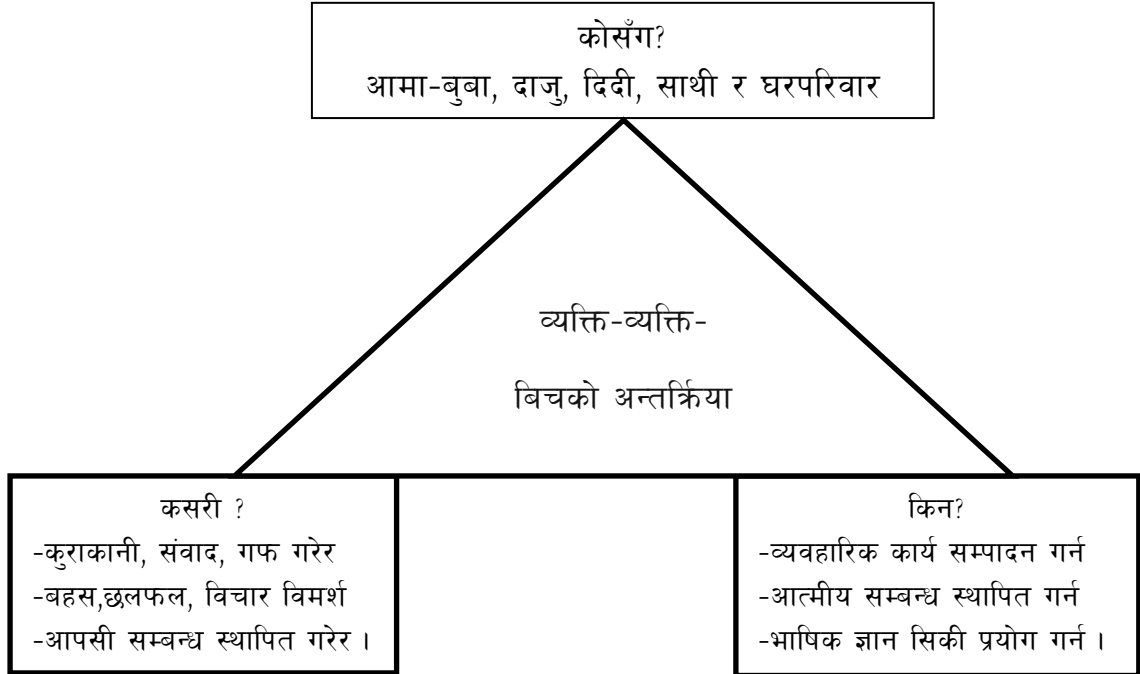 कोसँग?
आमा-बुबा, दाजु, दिदी, साथी र घरपरिवार
व्यक्ति-व्यक्ति-
बिचको अन्तर्क्रिया
कसरी ?
-कुराकानी, संवाद, गफ गरेर
-बहस,छलफल, विचार विमर्श
-आपसी सम्बन्ध स्थापित गरेर ।
किन?
-व्यवहारिक कार्य सम्पादन गर्न
-आत्मीय सम्बन्ध स्थापित गर्न
-भाषिक ज्ञान सिकी प्रयोग गर्न ।